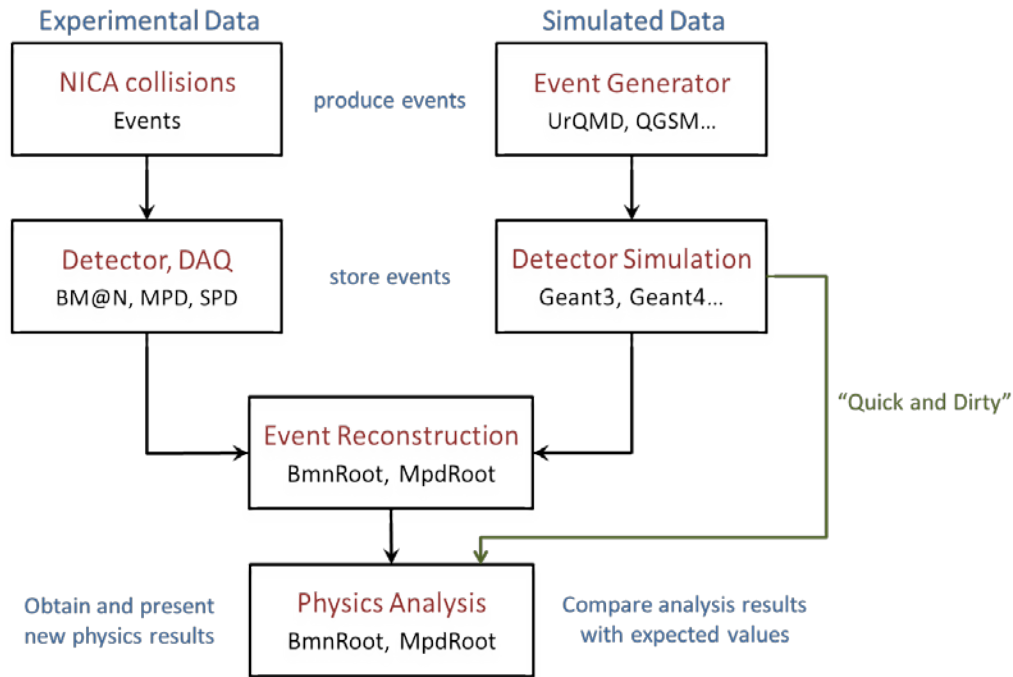 Experimental Data
Simulated Data
NICA collisions
Events
produce events
Event Generator
UrQMD, QGSM...
Detector, DAQ
BM@N, MPD, SPD
store events
Detector Simulation
Geant3, Geant4...
“Quick and Dirty”
Event Reconstruction
BmnRoot, MpdRoot
Obtain and present
new physics results
Physics Analysis
BmnRoot, MpdRoot
Compare analysis results
with expected values